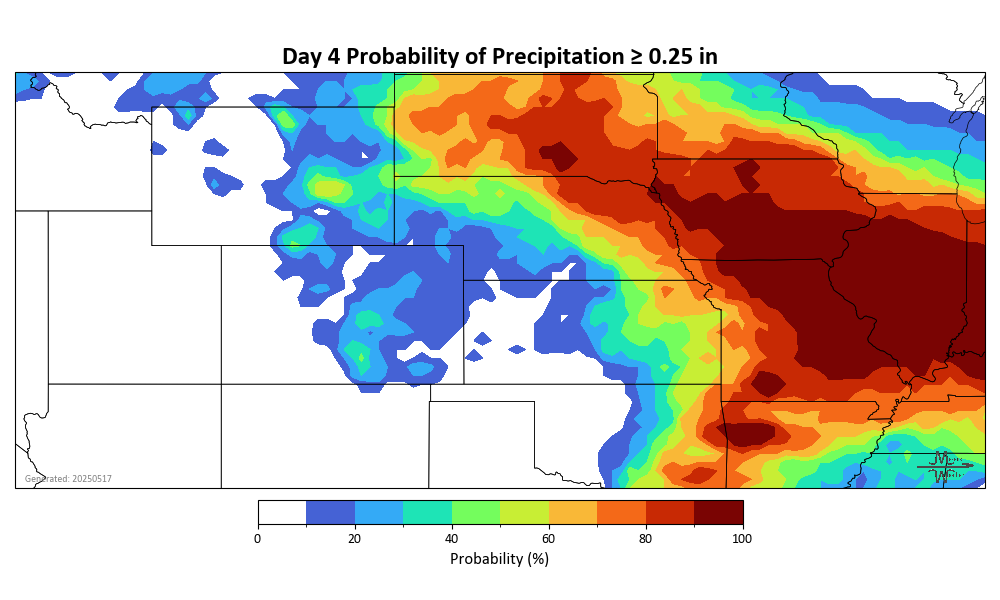 Day 4 Probability of Precipitation ≥ 0.25 in
Generated: 20250517
0 20 40 60 80 100
Probability (%)